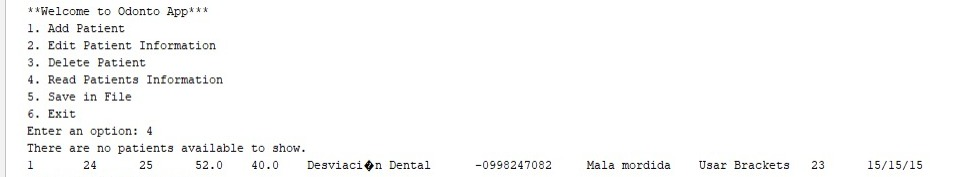 **Welcome to Odonto App***
1. Add Patient
2. Edit Patient Information
3. Delete Patient
4. Read Patients Information
5. Save in File
6. Exit
Enter an option: 4
There are no patients available to show.
1 24 25 52.0 40.0 Desviaci�n Dental -0998247082 Mala mordida Usar Brackets 23 15/15/15